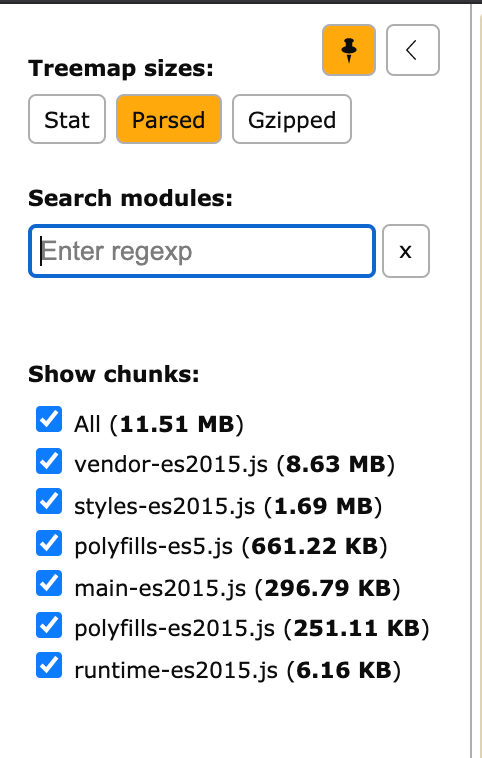 Treemap sizes:
Stat Parsed Gzipped
Search modules:
Enter regexp x
Show chunks:
All (11.51 MB)
vendor-es2015.js (8.63 MB)
styles-es2015.js (1.69 MB)
polyfills-es5.js (661.22 KB)
main-es2015.js (296.79 KB)
polyfills-es2015.js (251.11 KB)
runtime-es2015.js (6.16 KB)